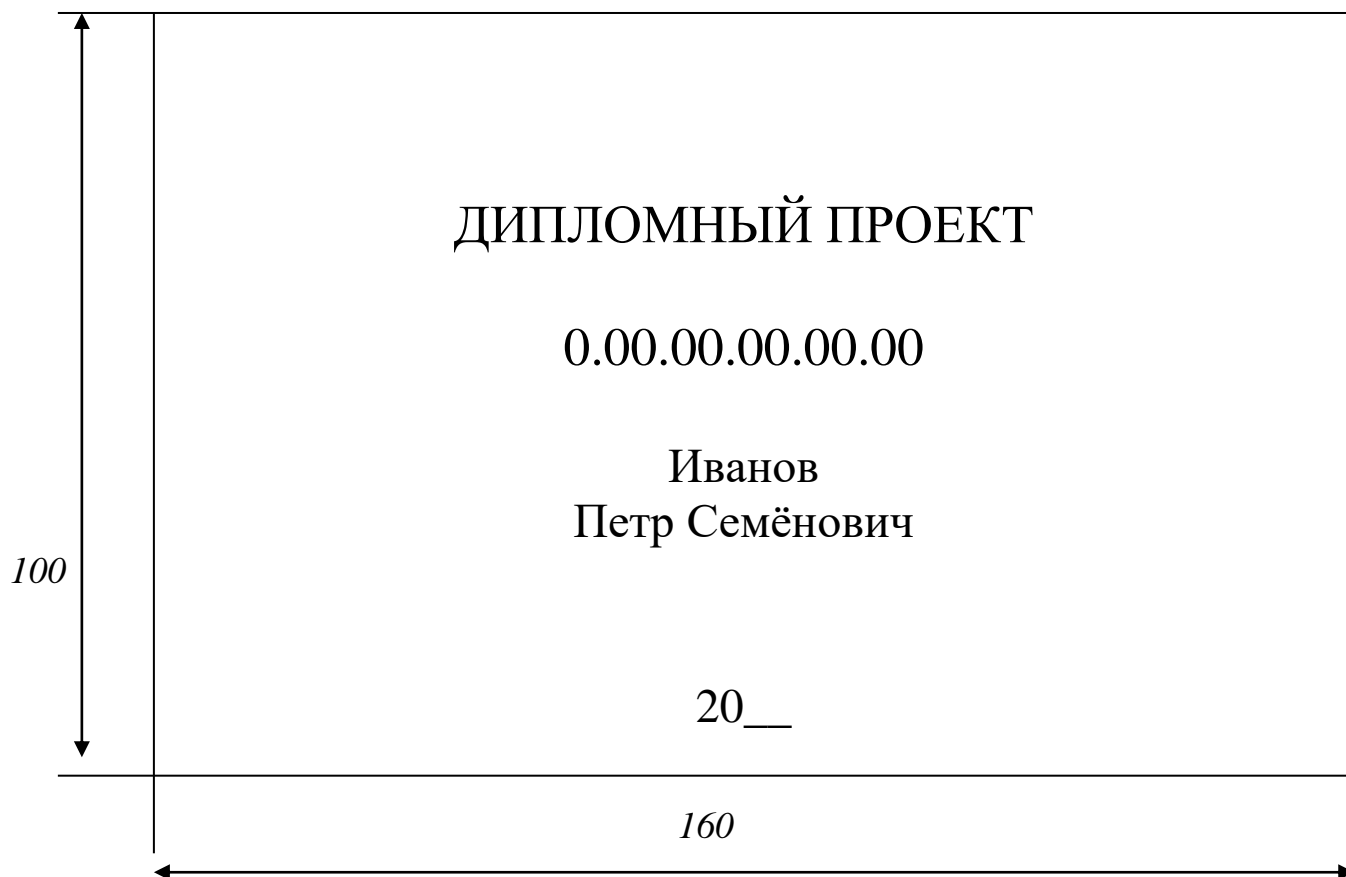 ДИПЛОМНЫЙ ПРОЕКТ
0.00.00.00.00.00
Иванов
Петр Семёнович
100
20__
160